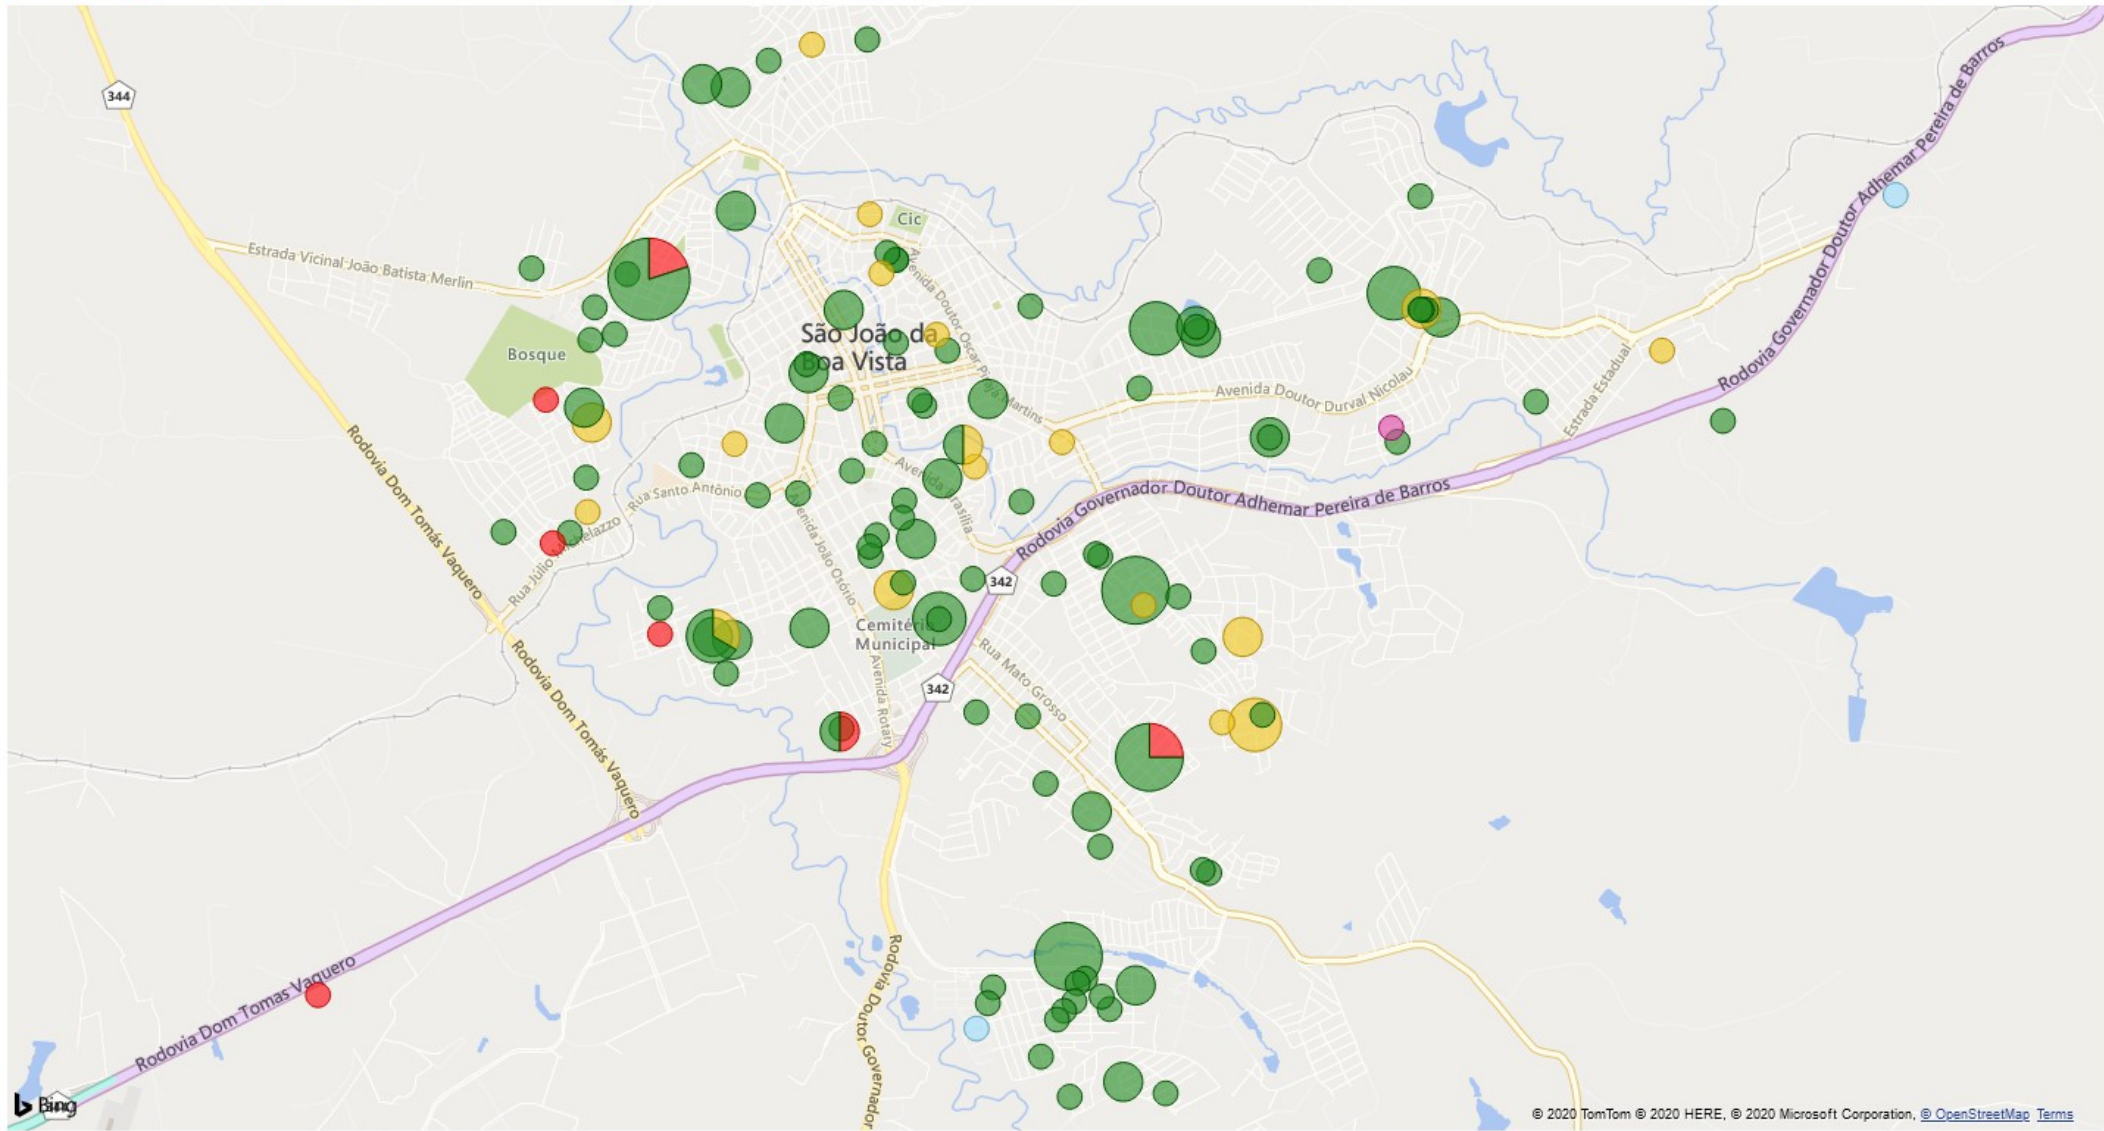 344
Rodovia Governador Doutor Adhemar Pereira de Barros
Cic
Estrada Vicinal João Batista Merlin
Avenida Doutor Oscar Pirajá Martins
São João da
Boa Vista
Bosque
Avenida Doutor Durval Nicolau
Estrada Estadual
Rodovia Dom Tomás Vaquero
Rua Santo Antônio
Avenida Brasília
Rodovia Governador Doutor Adhemar Pereira de Barros
Rua Júlio Michelazzo
Avenida João Osório
342
Cemitério
Municipal
Rodovia Dom Tomás Vaquero
Avenida Rotary
Rua Mato Grosso
342
Rodovia Dom Tomas Vaquero
Rodovia Doutor Governador
Bing
© 2020 TomTom © 2020 HERE, © 2020 Microsoft Corporation, © OpenStreetMap Terms